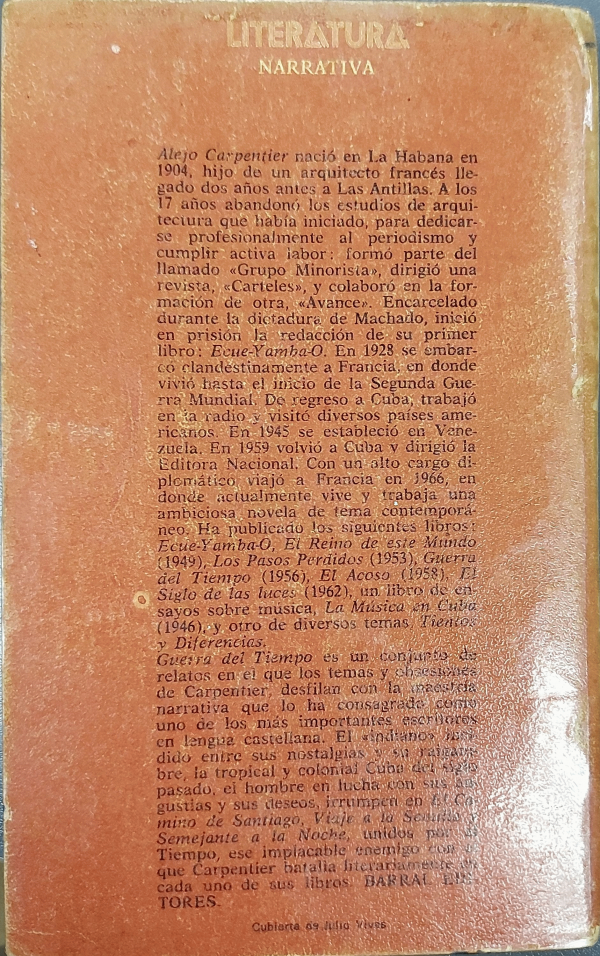 LITERATURA
NARRATIVA
Alejo Carpentier nació en La Habana en
1904, hijo de un arquitecto francés lle-
gado dos años antes a Las Antillas. A los
17 años abandonó los estudios de arqui-
tectura que había iniciado, para dedicar-
se profesionalmente al periodismo y
cumplir activa labor: formó parte del
llamado «Grupo Minorista», dirigió una
revista, «Carteles», y colaboró en la for-
mación de otra, «Avance». Encarcelado
durante la dictadura de Machado, inició
en prisión la redacción de su primer
libro: Ecue-Yamba-O. En 1928 se embar-
có clandestinamente a Francia, en donde
vivió hasta el inicio de la Segunda Gue-
rra Mundial. De regreso a Cuba, trabajó
en la radio y visitó diversos países ame-
ricanos. En 1945 se estableció en Vene-
zuela. En 1959 volvió a Cuba y dirigió la
Editora Nacional. Con un alto cargo di-
plomático viajó a Francia en 1966, en
donde actualmente vive y trabaja una
ambiciosa novela de tema contemporá-
neo. Ha publicado los siguientes libros:
Ecue-Yamba-O, El Reino de este Mundo
(1949), Los Pasos Perdidos (1953), Guerra
del Tiempo (1956), El Acoso (1958), El
Siglo de las luces (1962), un libro de en-
sayos sobre música, La Música en Cuba
(1946), y otro de diversos temas, Tientos
y Diferencias.
Guerra del Tiempo es un conjunto de
relatos en el que los temas y obsesiones
de Carpentier, desfilan con la maestría
narrativa que lo ha consagrado como
uno de los más importantes escritores
en lengua castellana. El «indiano»
dido entre sus nostalgias y su
bre, la tropical y colonial Cuba del siglo
pasado, el hombre en lucha con sus an-
gustias y sus deseos, irrumpen en El Ca-
mino de Santiago, Viaje a la Semilla y
Semejante a la Noche, unidos por el
Tiempo, ese implacable enemigo con el
que Carpentier batalla literariamente en
cada uno de sus libros. BARRAL EDI-
TORES.
Cubierta de Julio Vivas